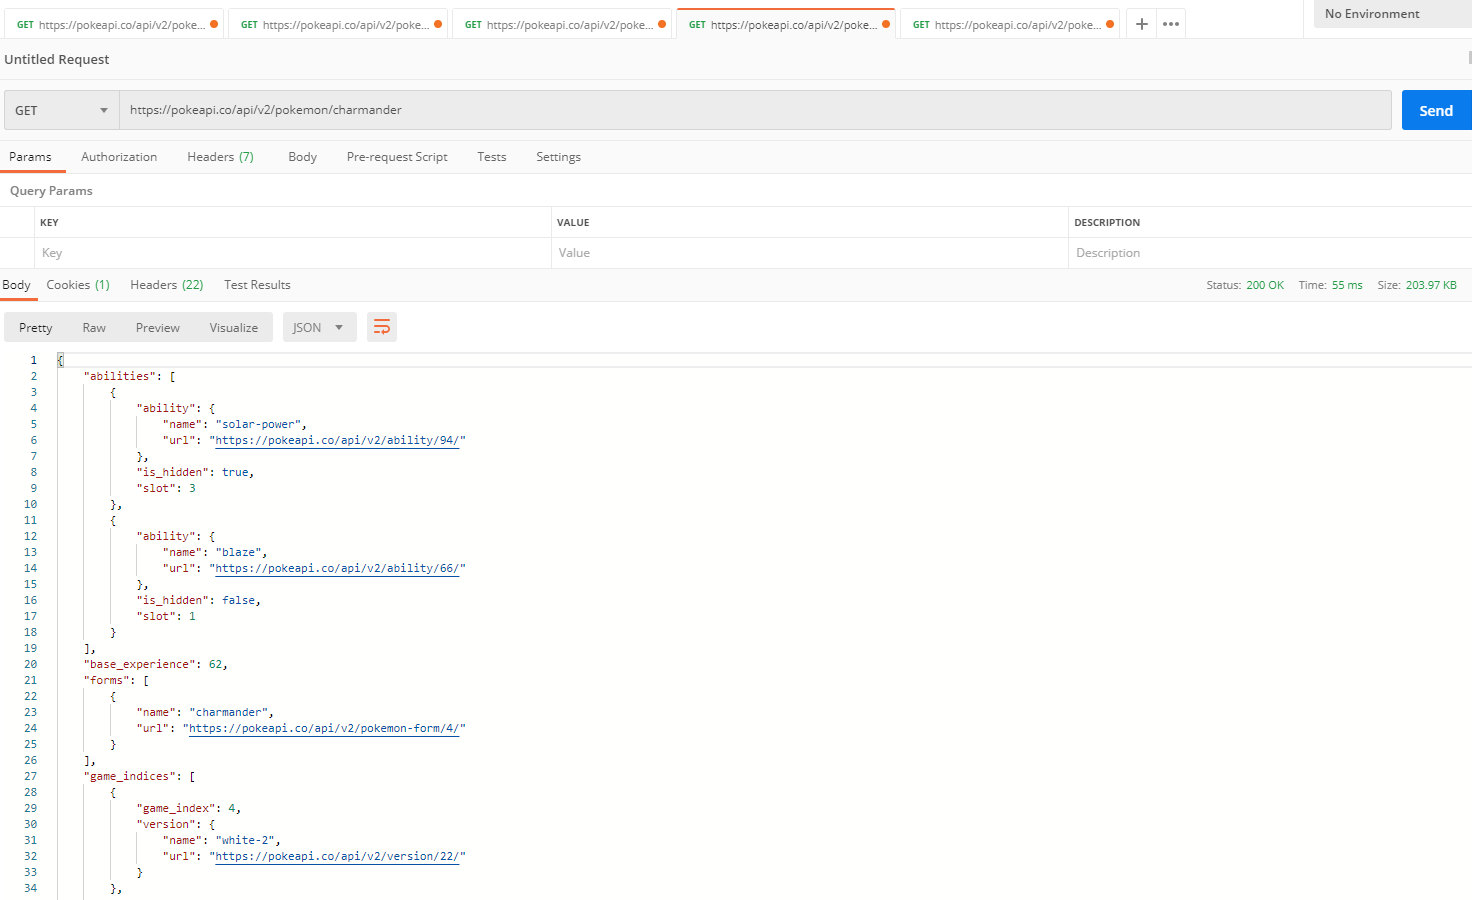 GET https://pokeapi.co/api/v2/poke... GET https://pokeapi.co/api/v2/poke... GET https://pokeapi.co/api/v2/poke... GET https://pokeapi.co/api/v2/poke... GET https://pokeapi.co/api/v2/poke... + ••• No Environment
Untitled Request
GET https://pokeapi.co/api/v2/pokemon/charmander Send
Params Authorization Headers (7) Body Pre-request Script Tests Settings
Query Params
KEY VALUE DESCRIPTION
Key Value Description
Body Cookies (1) Headers (22) Test Results Status: 200 OK Time: 55 ms Size: 203.97 KB
Pretty Raw Preview Visualize JSON
1 {
2 "abilities": [
3 {
4 "ability": {
5 "name": "solar-power",
6 "url": "https://pokeapi.co/api/v2/ability/94/"
7 },
8 "is_hidden": true,
9 "slot": 3
10 },
11 {
12 "ability": {
13 "name": "blaze",
14 "url": "https://pokeapi.co/api/v2/ability/66/"
15 },
16 "is_hidden": false,
17 "slot": 1
18 }
19 ],
20 "base_experience": 62,
21 "forms": [
22 {
23 "name": "charmander",
24 "url": "https://pokeapi.co/api/v2/pokemon-form/4/"
25 }
26 ],
27 "game_indices": [
28 {
29 "game_index": 4,
30 "version": {
31 "name": "white-2",
32 "url": "https://pokeapi.co/api/v2/version/22/"
33 }
34 },